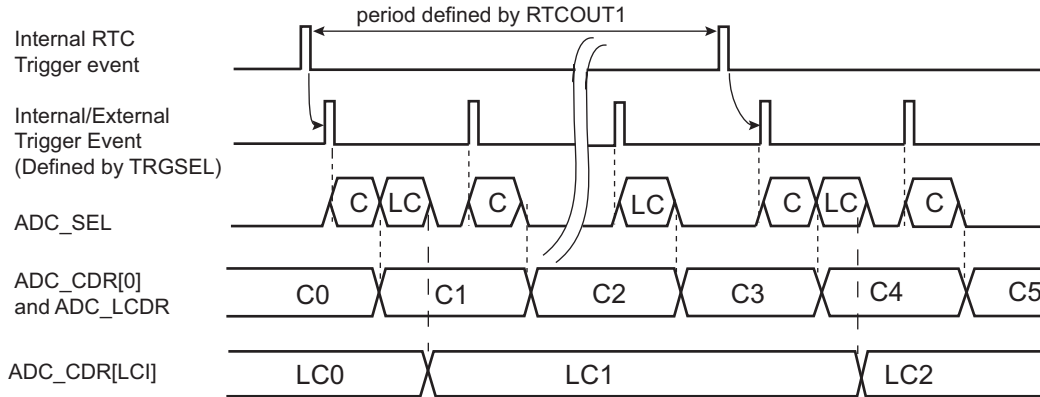 period defined by RTCOUT1
Internal RTC
Trigger event
Internal/External
Trigger Event
(Defined by TRGSEL)
ADC_SEL
C LC C LC C LC C
ADC_CDR[0]
and ADC_LCDR
C0 C1 C2 C3 C4 C5
ADC_CDR[LCI]
LC0 LC1 LC2